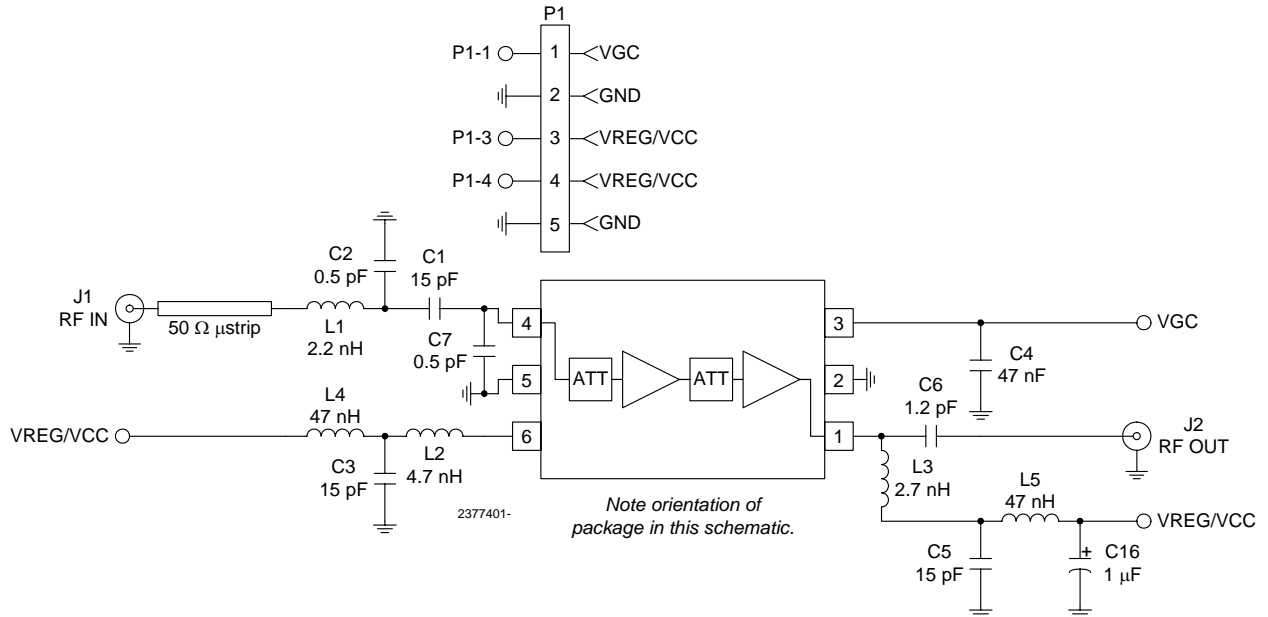 P1
P1-1
1
VGC
2
GND
P1-3
3
VREG/VCC
P1-4
4
VREG/VCC
5
GND
C2
0.5 pF
C1
15 pF
J1
RF IN
50 Ω µstrip
L1
2.2 nH
C7
0.5 pF
4
5
6
ATT
ATT
3
2
1
VGC
C4
47 nF
C6
1.2 pF
J2
RF OUT
L4
47 nH
VREG/VCC
C3
15 pF
L2
4.7 nH
L3
2.7 nH
L5
47 nH
VREG/VCC
C5
15 pF
+
C16
1 µF
2377401-
Note orientation of
package in this schematic.